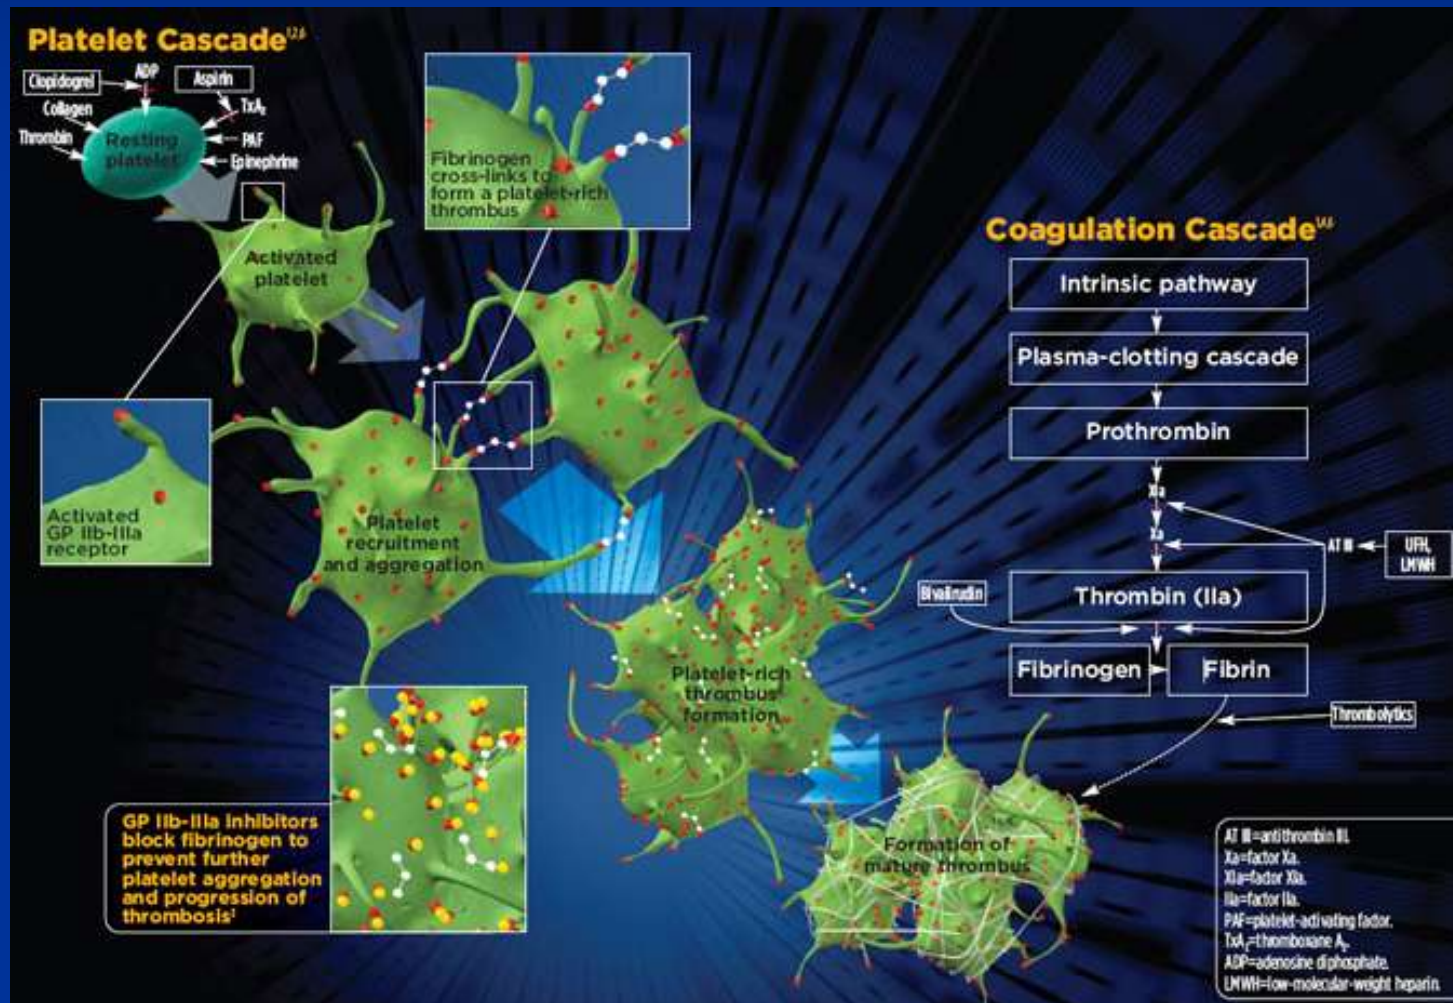 Platelet Cascade1,2,6
Clopidogrel
ADP
Aspirin
Collagen
TxA2
Thrombin
Resting
platelet
PAF
Epinephrine
Activated
platelet
Fibrinogen
cross-links to
form a platelet-rich
thrombus
Activated
GP IIb-IIIa
receptor
Platelet
recruitment
and aggregation
Platelet-rich
thrombus
formation
GP IIb-IIIa inhibitors
block fibrinogen to
prevent further
platelet aggregation
and progression of
thrombosis
Formation of
mature thrombus
Coagulation Cascade
Intrinsic pathway
Plasma-clotting cascade
Prothrombin
XIa
Xa
AT III
UFH,
LMWH
Bivalirudin
Thrombin (IIa)
Fibrinogen
Fibrin
Thrombolytics
AT III=antithrombin III.
Xa=factor Xa.
XIa=factor XIa.
IIa=factor IIa.
PAF=platelet-activating factor.
TxA2=thromboxane A2.
ADP=adenosine diphosphate.
LMWH=low-molecular-weight heparin.